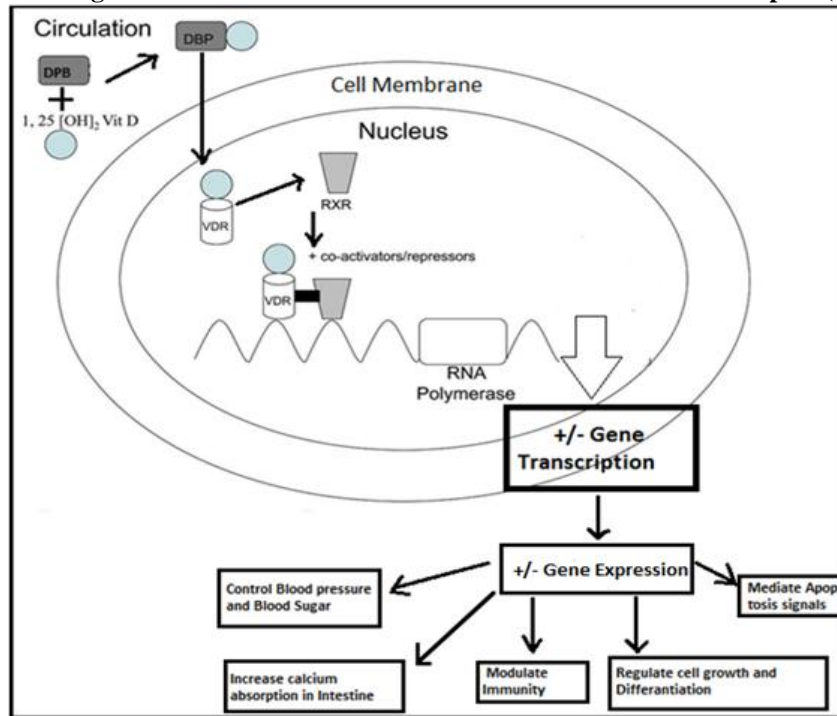 Circulation
DBP
DPB
+
1, 25 [OH]2 Vit D
Cell Membrane
Nucleus
VDR
RXR
+ co-activators/repressors
VDR
RNA
Polymerase
+/- Gene
Transcription
+/- Gene Expression
Control Blood pressure
and Blood Sugar
Mediate Apop
tosis signals
Increase calcium
absorption in Intestine
Modulate
Immunity
Regulate cell growth and
Differantiation